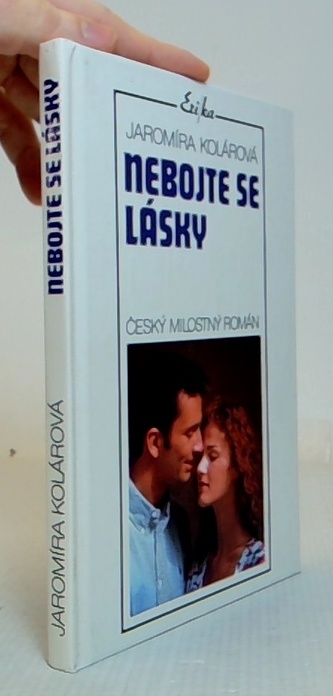 Erika
JAROMÍRA KOLÁROVÁ
NEBOJTE SE
LÁSKY
ČESKÝ MILOSTNÝ ROMÁN
JAROMÍRA KOLÁROVÁ NEBOJTE SE LÁSKY